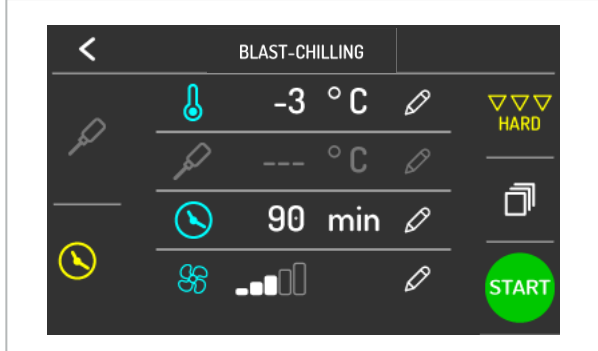 BLAST-CHILLING
-3 °C
HARD
--- °C
90 min
START